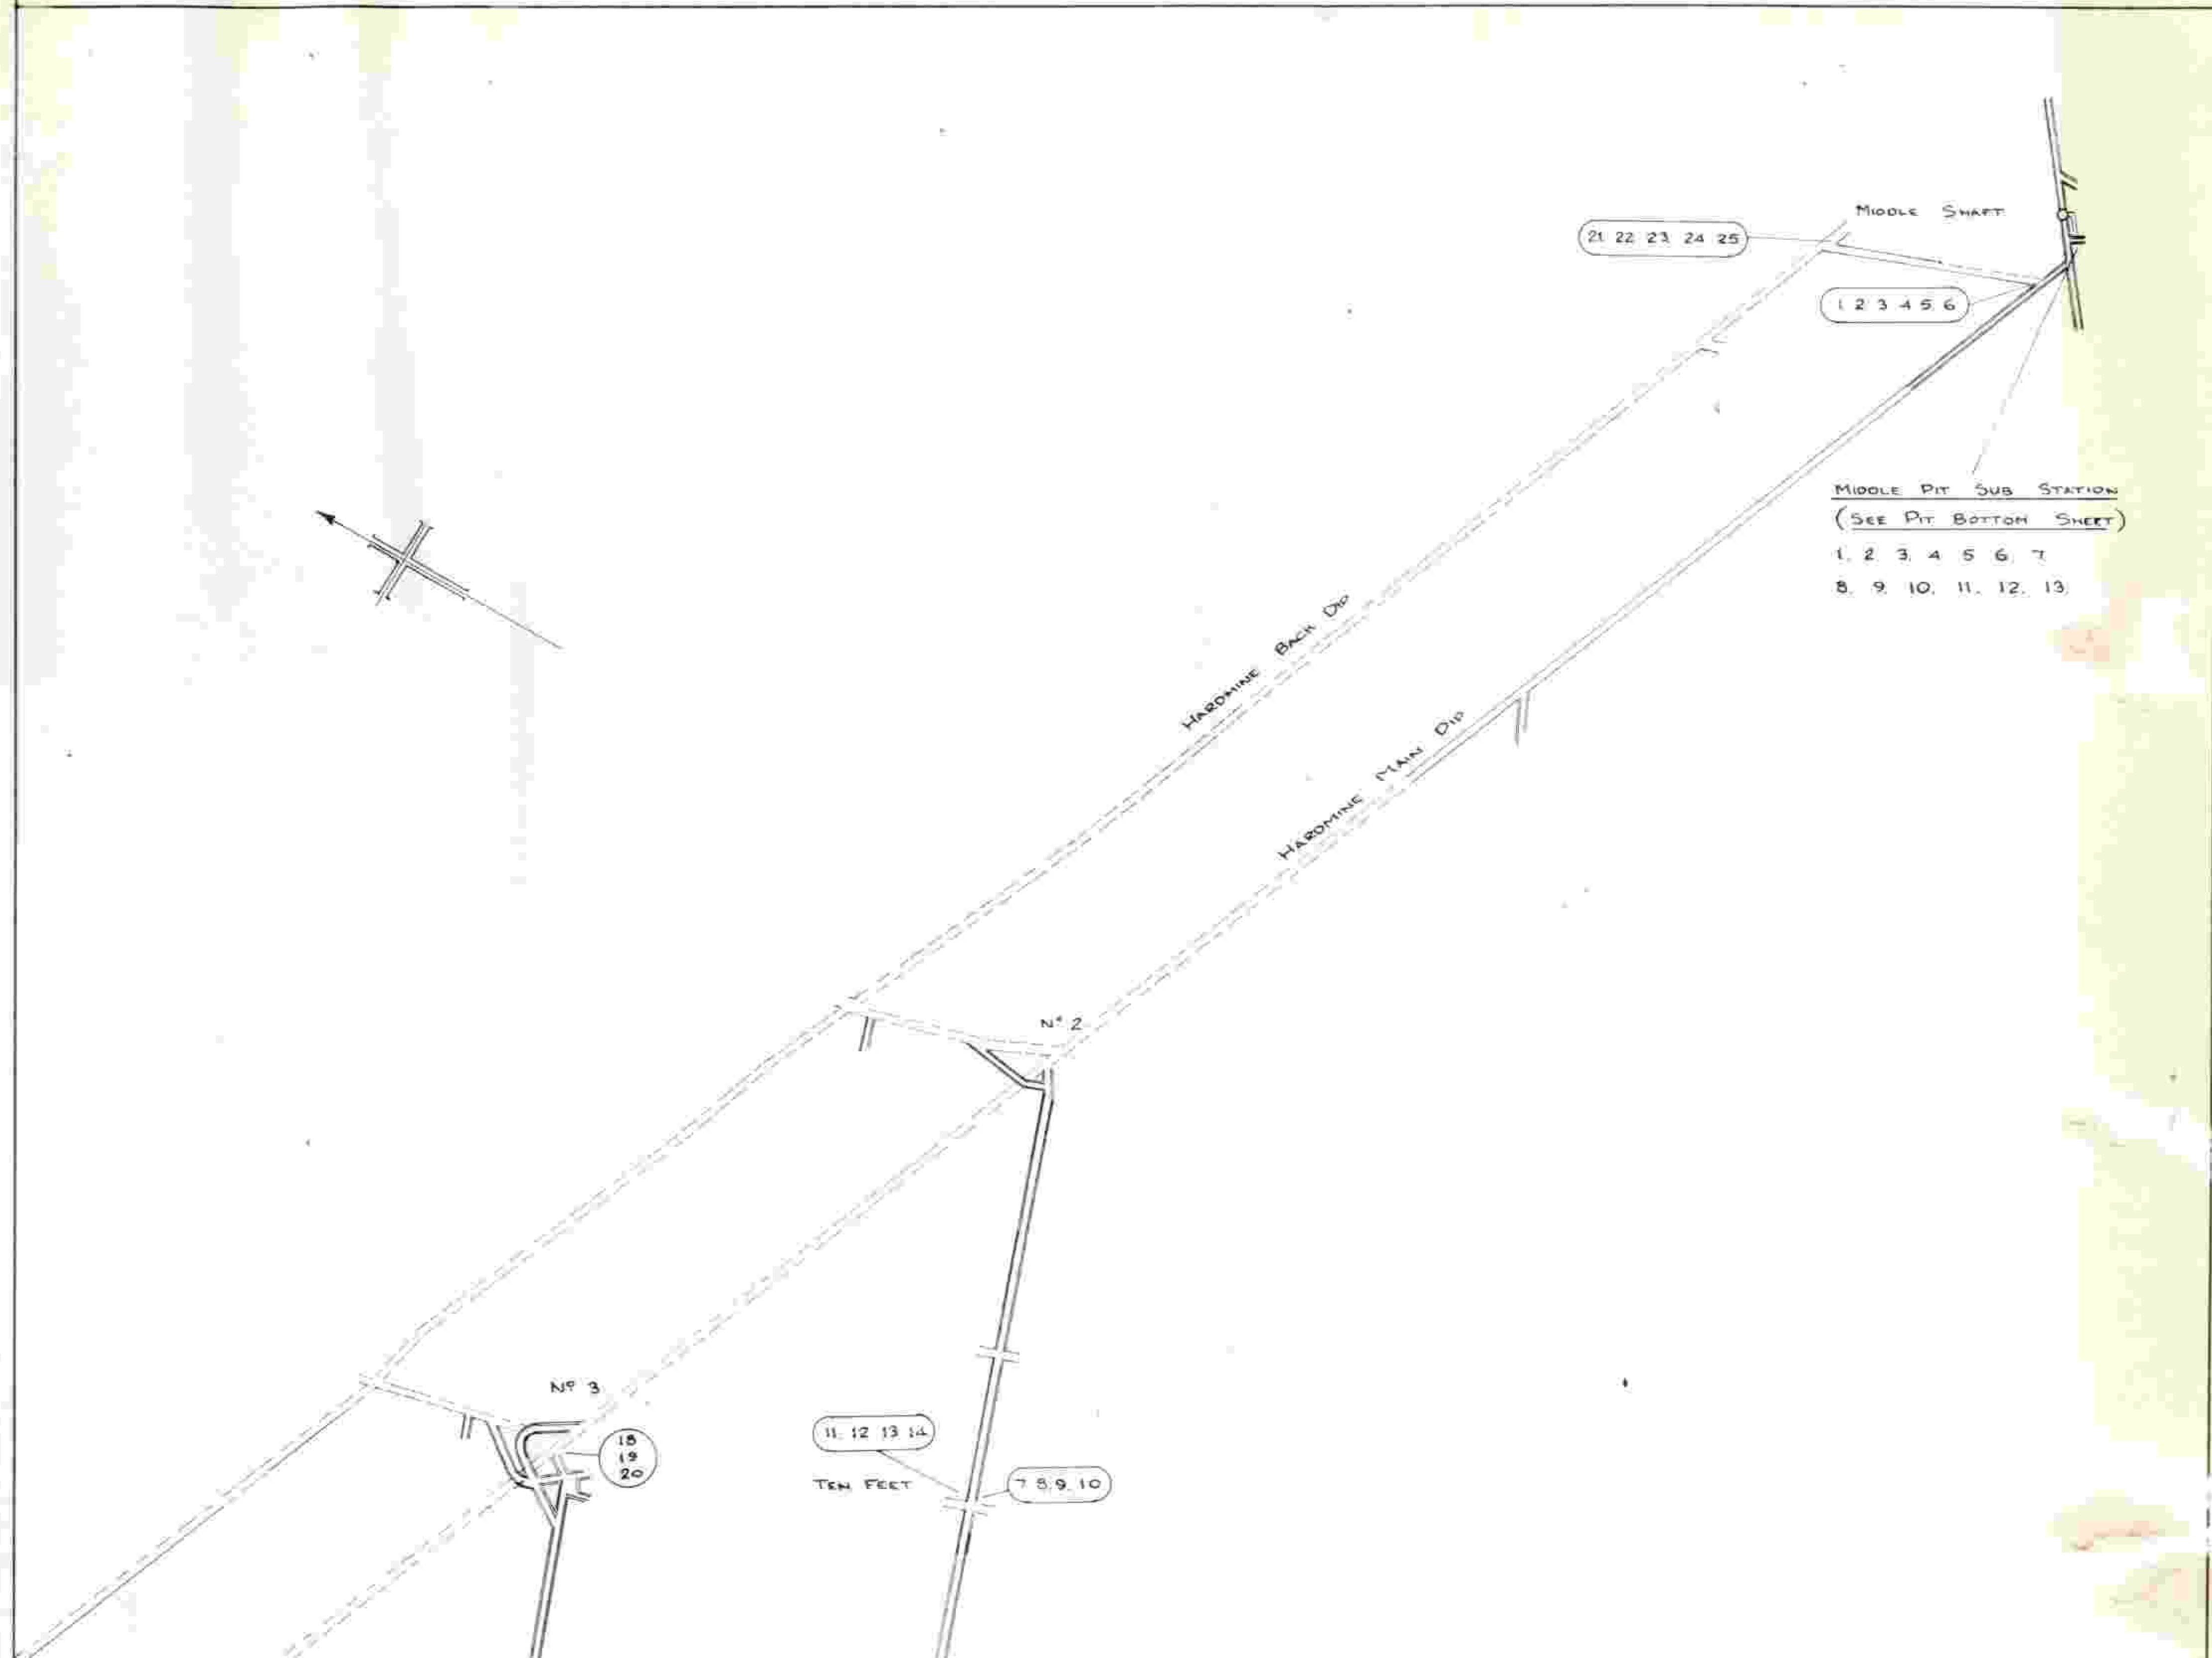 MIDDLE SHAFT
21 22 23 24 25
1 2 3 4 5 6
MIDDLE PIT SUB STATION
(SEE PIT BOTTOM SHEET)
1. 2. 3. 4 5 6. 7
8. 9. 10. 11. 12. 13.
HARDMINE BACK DIP
HARDMINE MAIN DIP
Nº 2
Nº 3
18
19
20
11. 12 13 14
TEN FEET
7 8. 9. 10